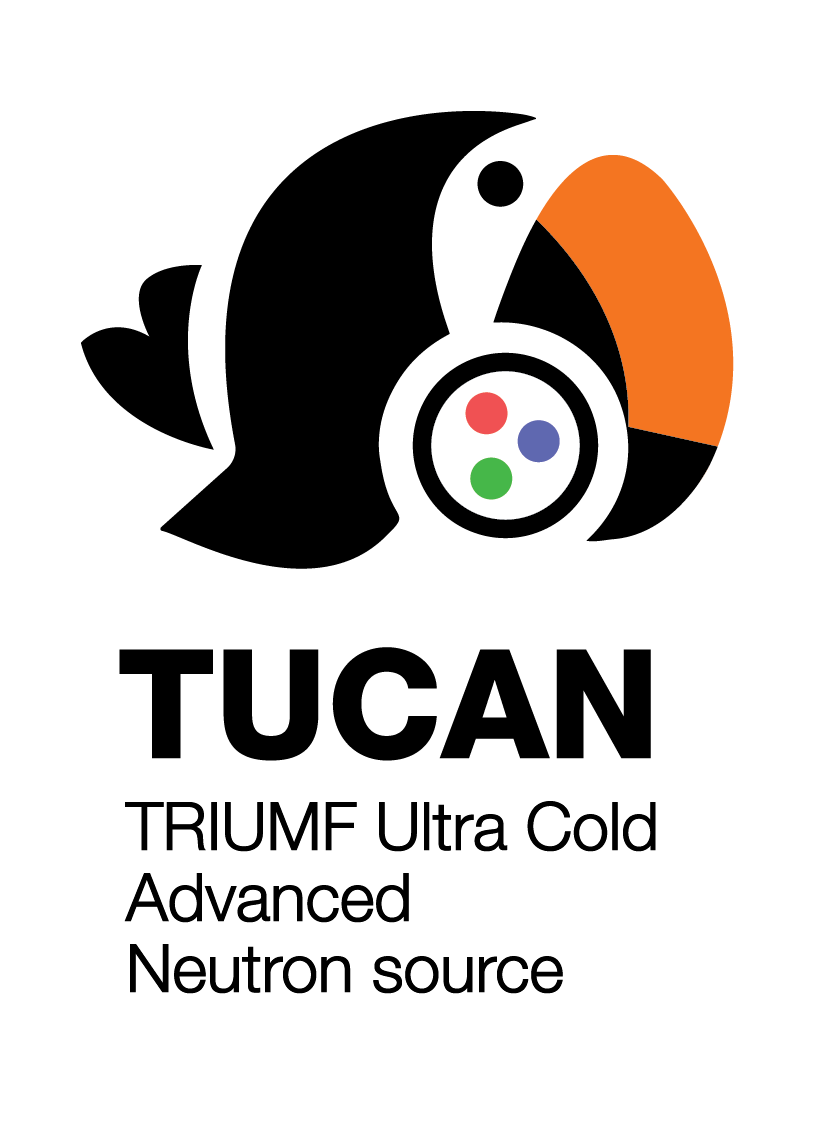 TUCAN
TRIUMF Ultra Cold
Advanced
Neutron source